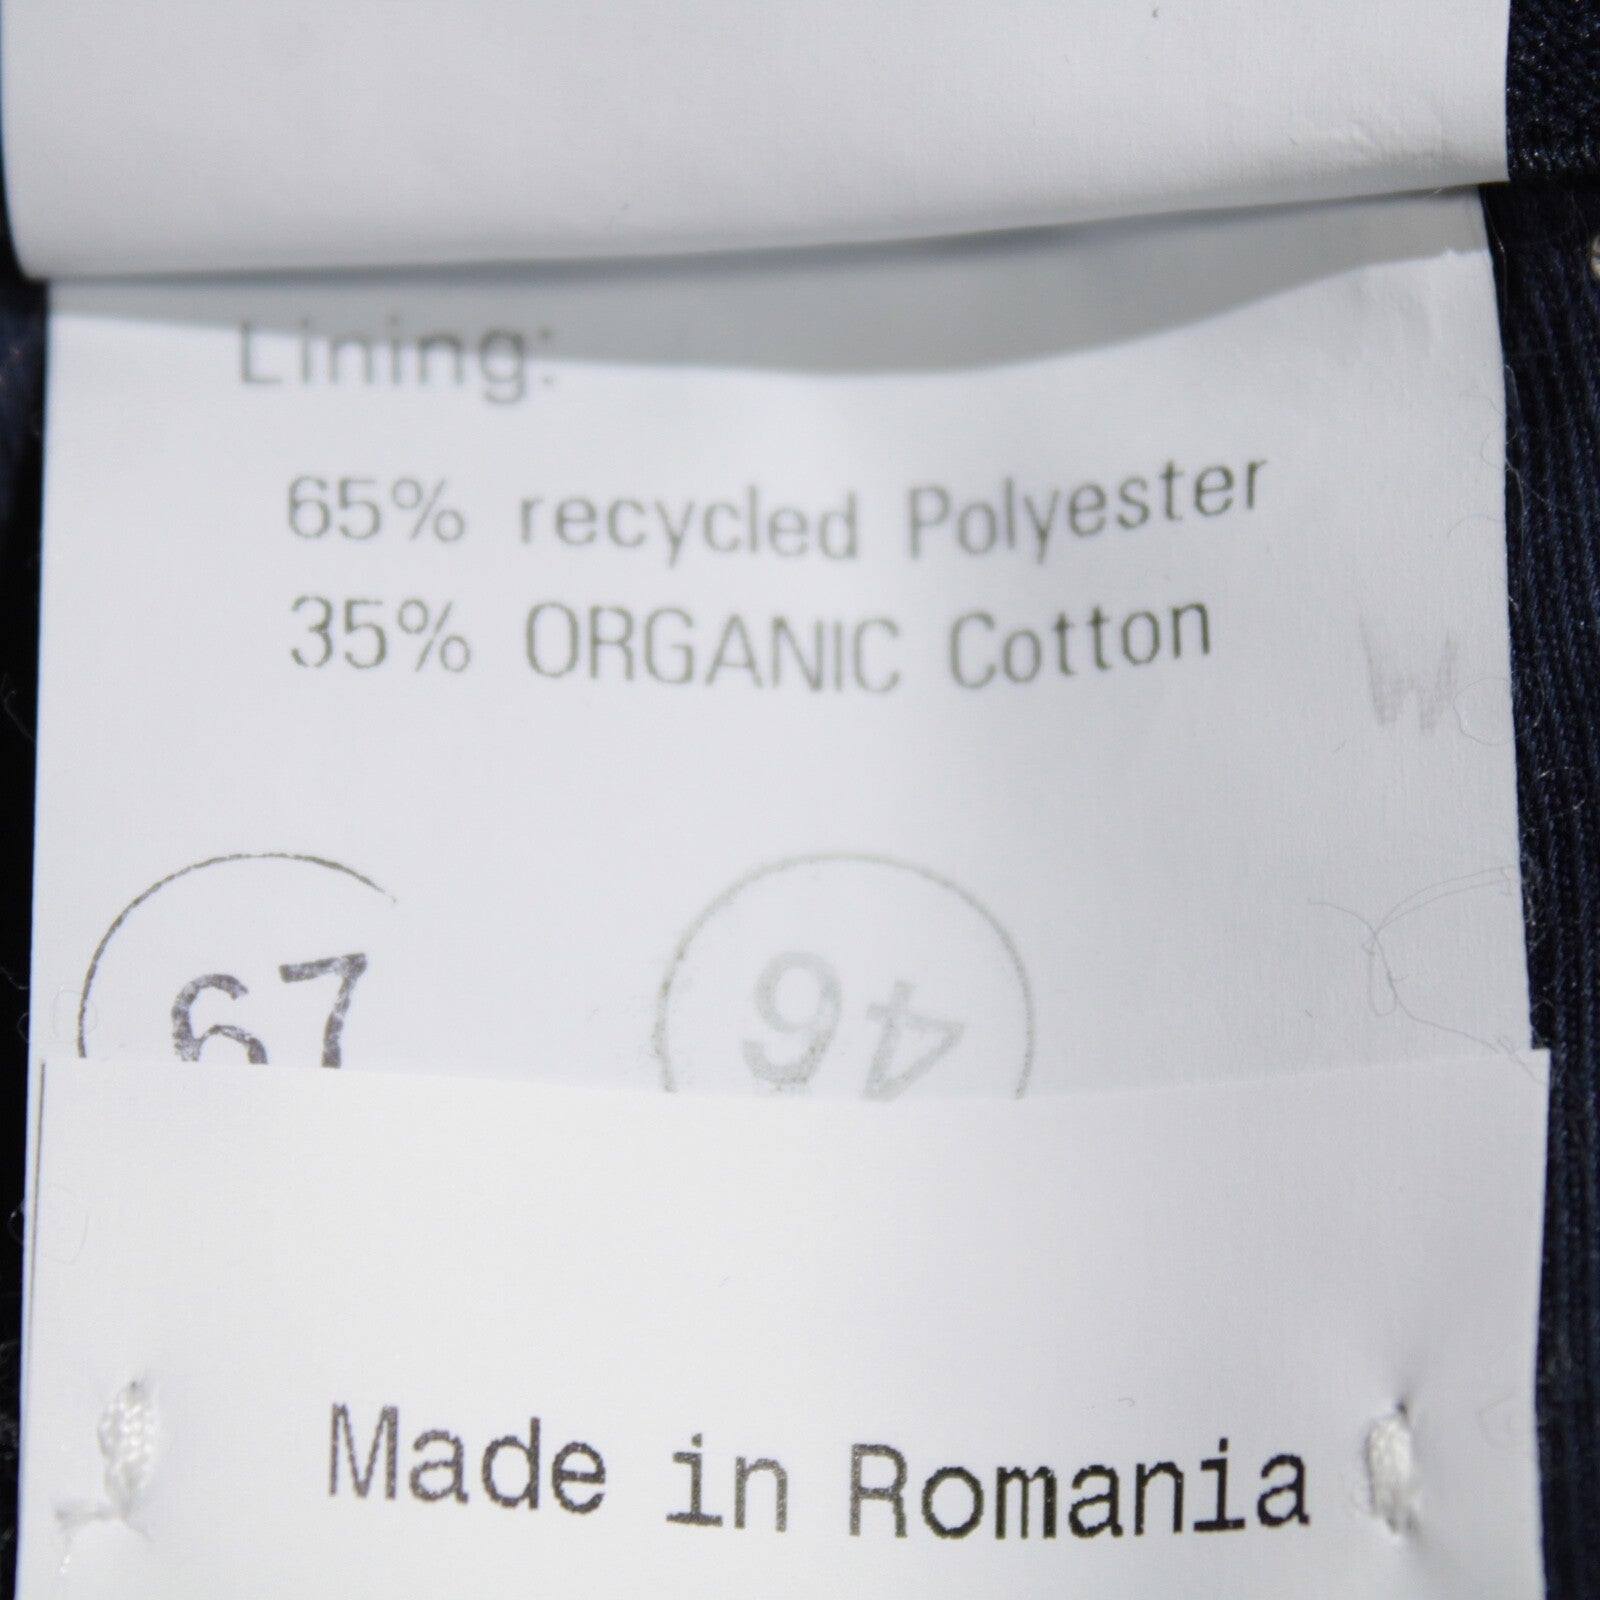 Lining:
65% recycled Polyester
35% ORGANIC Cotton
W
67 46
Made in Romania